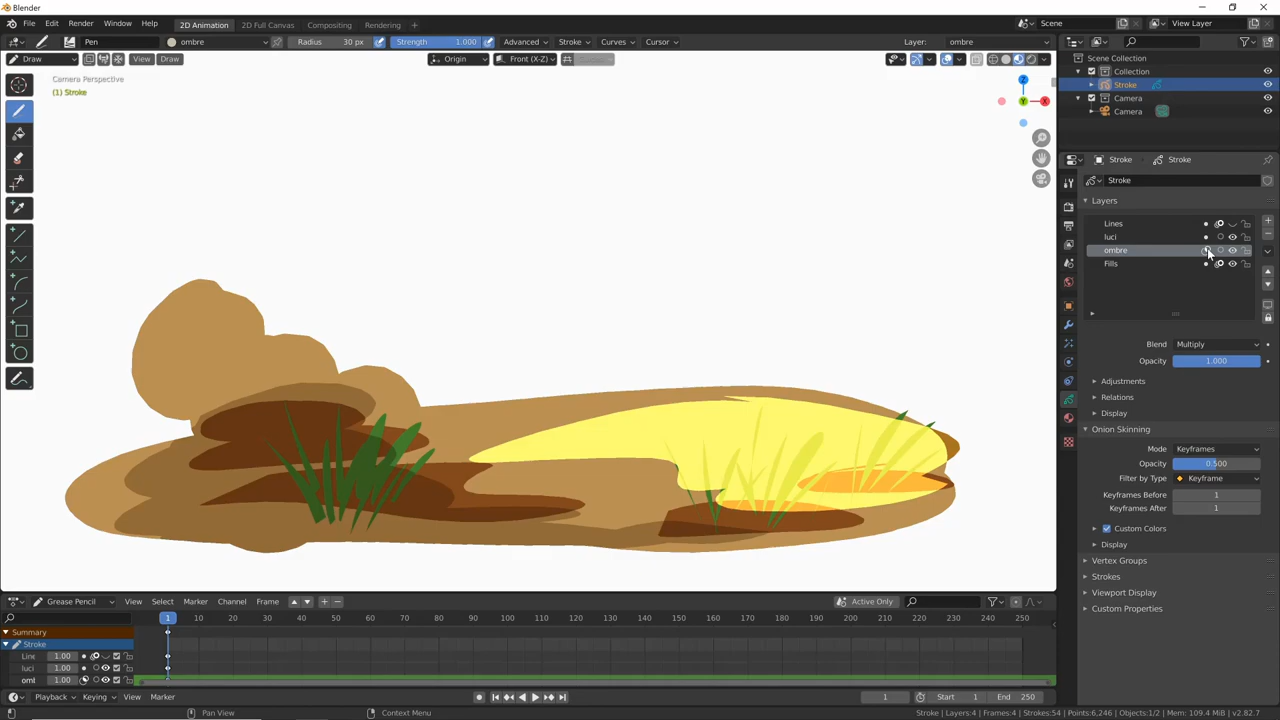 Blender
File Edit Render Window Help 2D Animation 2D Full Canvas Compositing Rendering + Scene View Layer
Pen ombre Radius 30 px Strength 1.000 Advanced Stroke Curves Cursor Layer: ombre
Draw View Draw Origin Front (X-Z)
Camera Perspective
(1) Stroke
Z
Y
X
Scene Collection
Collection
Stroke
Camera
Camera
Stroke Stroke
Stroke
Layers
Lines
luci
ombre
Fills
Blend Multiply
Opacity 1.000
Adjustments
Relations
Display
Onion Skinning
Mode Keyframes
Opacity 0.500
Filter by Type Keyframe
Keyframes Before 1
Keyframes After 1
Custom Colors
Display
Vertex Groups
Strokes
Viewport Display
Custom Properties
Grease Pencil View Select Marker Channel Frame Active Only
1 10 20 30 40 50 60 70 80 90 100 110 120 130 140 150 160 170 180 190 200 210 220 230 240 250
Summary
Stroke
Line 1.00
luci 1.00
oml 1.00
Playback Keying View Marker 1 Start 1 End 250
Pan View Context Menu Stroke | Layers:4 | Frames:4 | Strokes:54 | Points:6,246 | Objects:1/2 | Mem: 109.4 MiB | v2.82.7